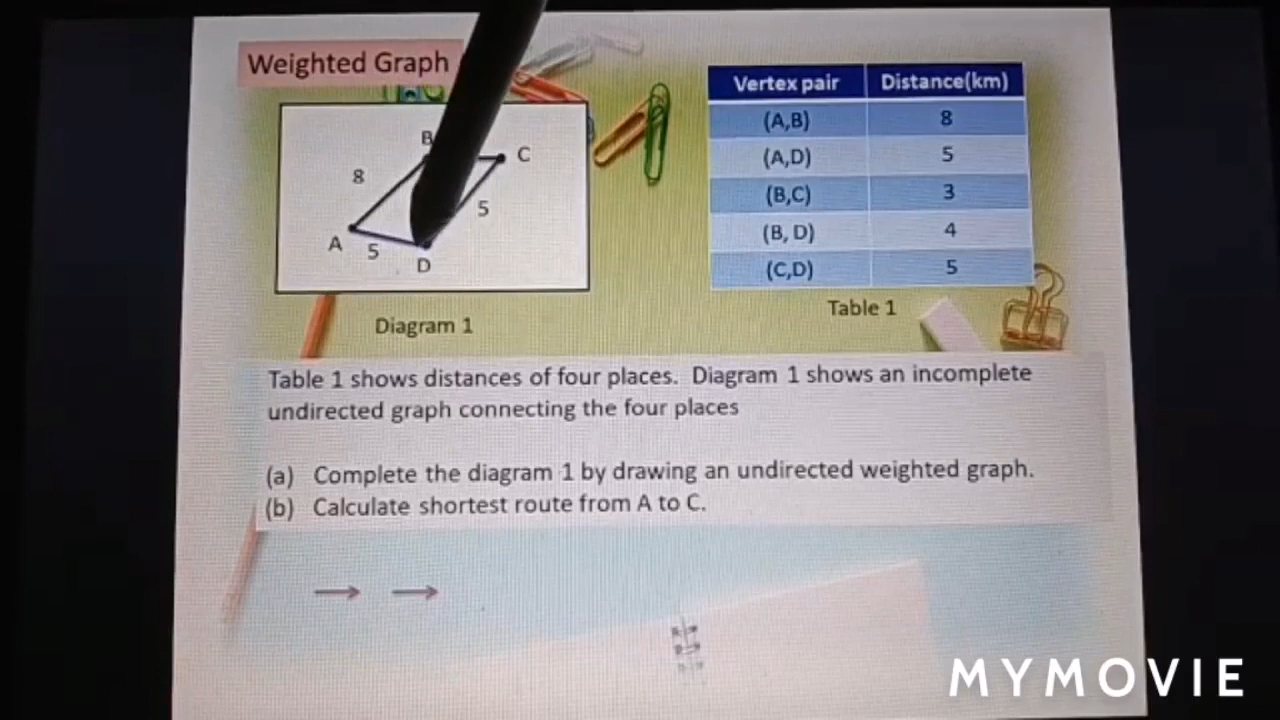 Weighted Graph
B
C
8
5
A
5
D
Diagram 1
Vertex pair Distance(km)
(A,B) 8
(A,D) 5
(B,C) 3
(B, D) 4
(C,D) 5
Table 1
Table 1 shows distances of four places. Diagram 1 shows an incomplete
undirected graph connecting the four places
(a) Complete the diagram 1 by drawing an undirected weighted graph.
(b) Calculate shortest route from A to C.
MYMOVIE